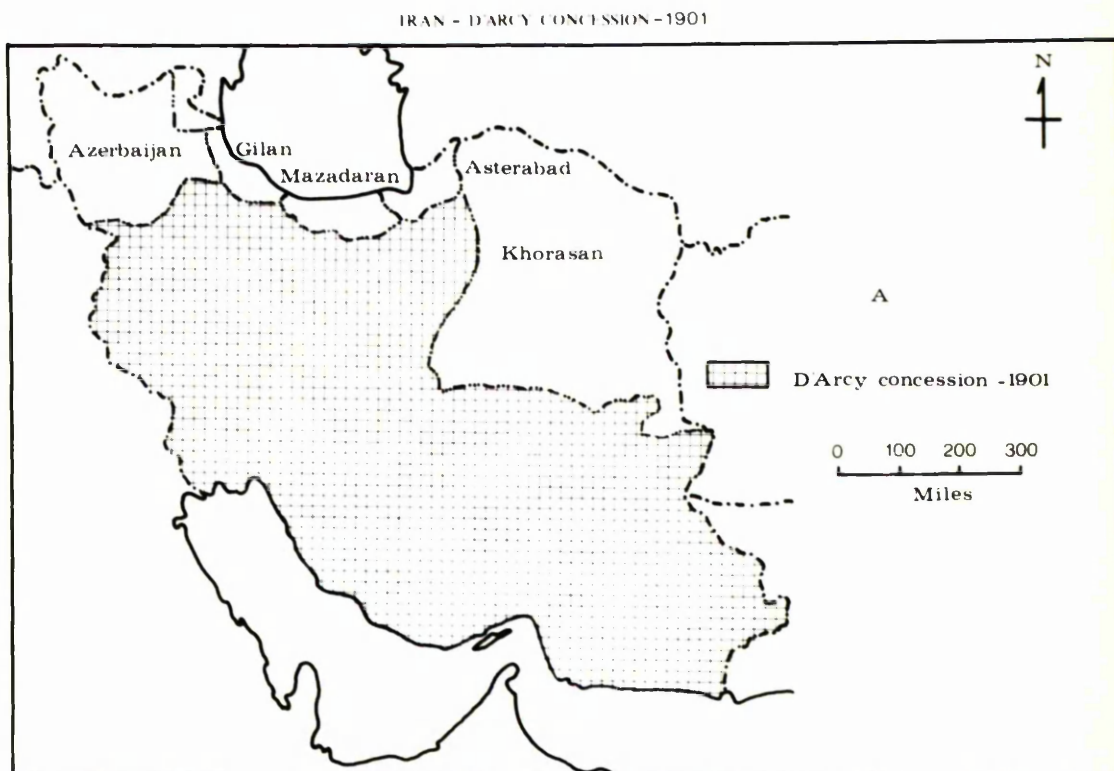 IRAN - D'ARCY CONCESSION -1901
N
Azerbaijan
Gilan
Mazadaran
Asterabad
Khorasan
A
D'Arcy concession -1901
0 100 200 300
Miles